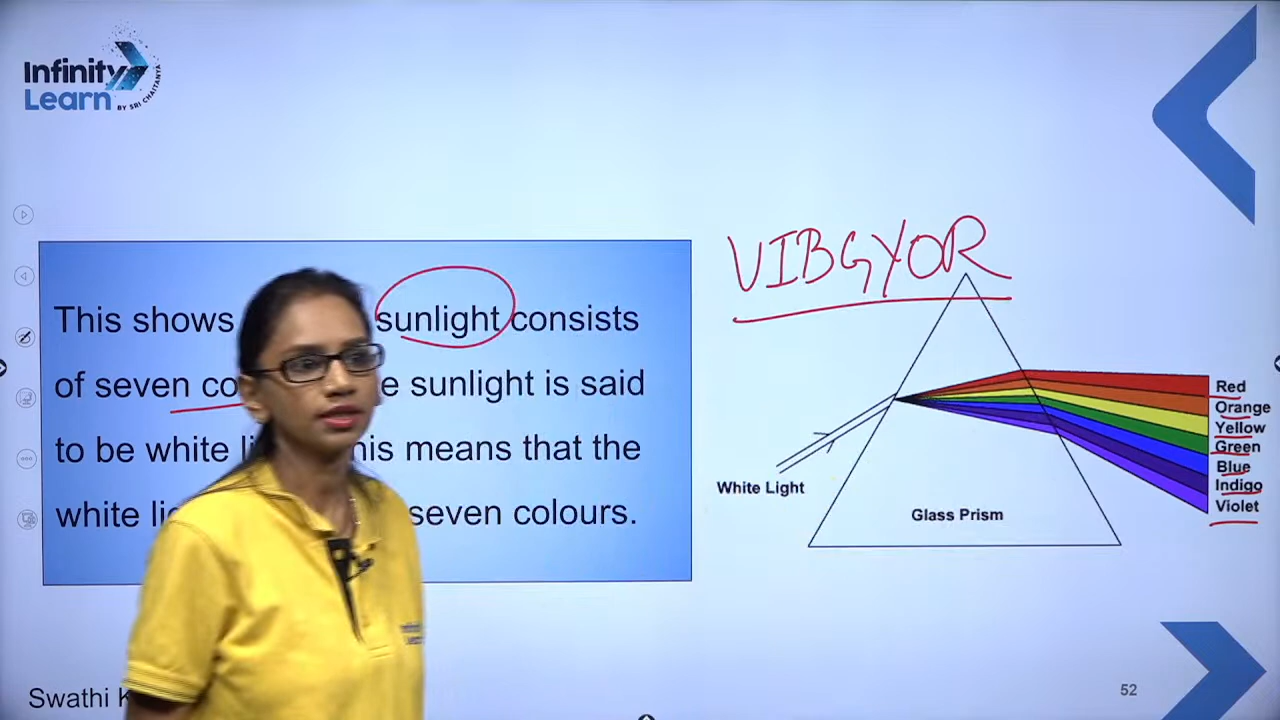 Infinity
Learn
BY SRI CHAITANYA
This shows sunlight consists
of seven co e sunlight is said
to be white li his means that the
white li seven colours.
VIBGYOR
Red
Orange
Yellow
Green
Blue
Indigo
Violet
White Light
Glass Prism
Swathi K
52